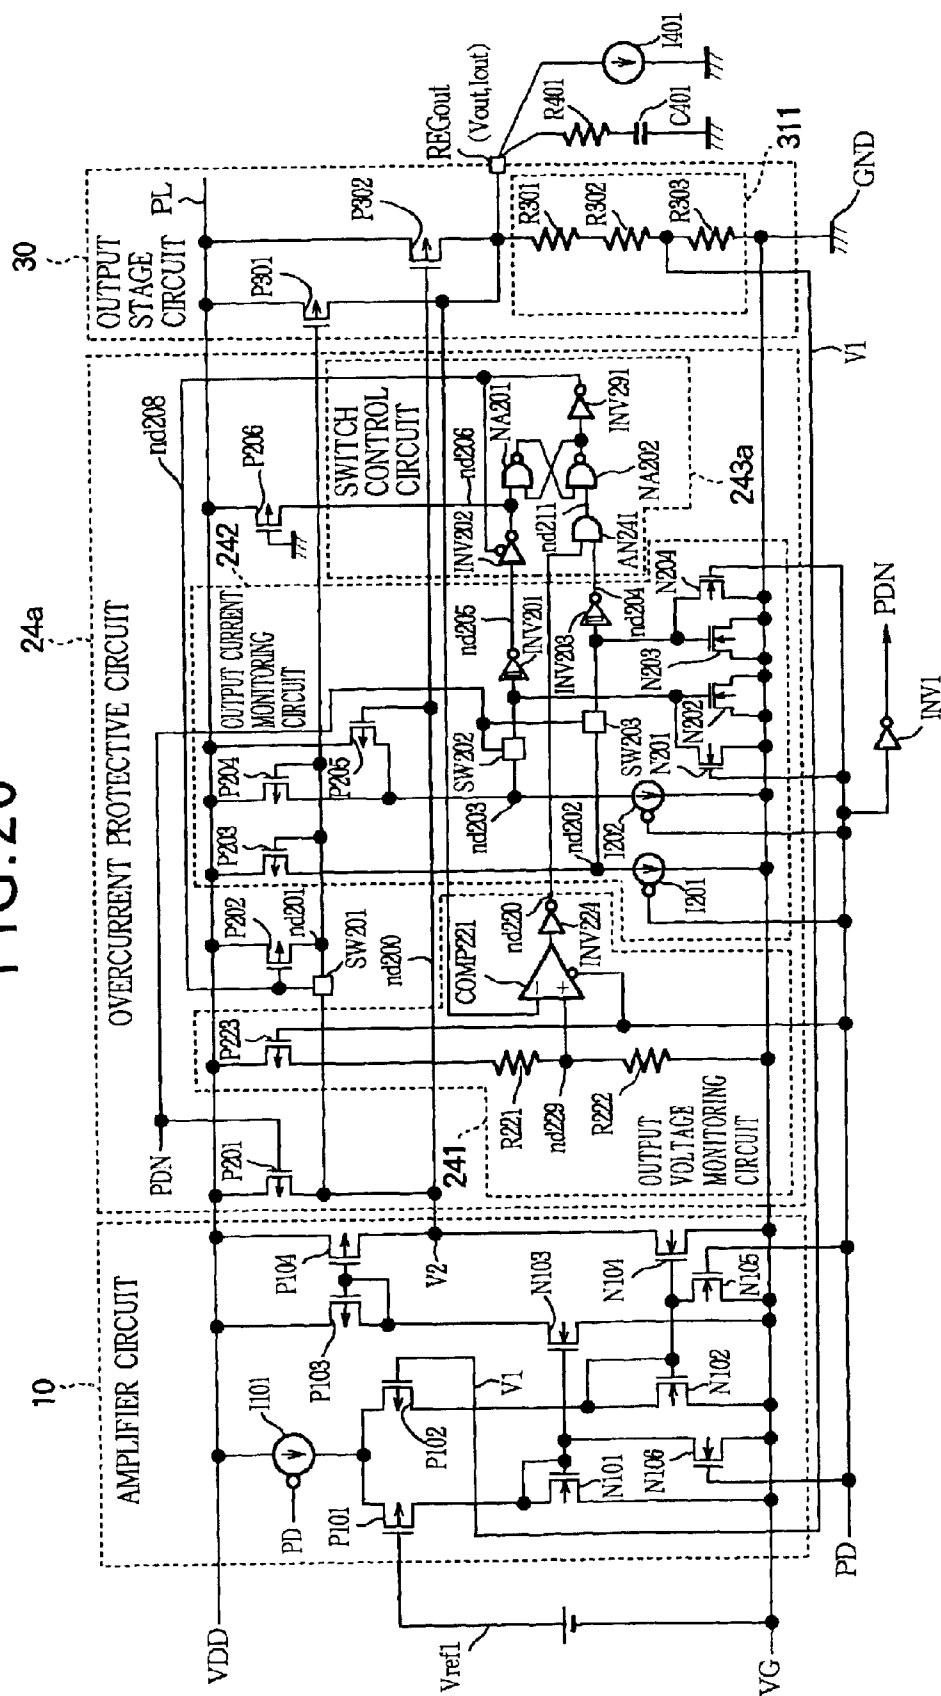 FIG. 20
10
AMPLIFIER CIRCUIT
VDD
I101
PD
P101
P102
P103
P104
V1
V2
N101
N102
N103
N104
N105
N106
Vref1
VG
PD
24a
OVERCURRENT PROTECTIVE CIRCUIT
PDN
P201
P223
P202
nd201
SW201
nd200
241
R221
nd229
R222
OUTPUT
VOLTAGE
MONITORING
CIRCUIT
COMP221
nd220
INV224
242
OUTPUT CURRENT
MONITORING
CIRCUIT
P203
P204
P205
nd203
nd202
SW202
SW203
I201
I202
N201
N202
N203
N204
INV201
nd205
INV203
nd204
nd208
P206
SWITCH
CONTROL
CIRCUIT
INV202
nd206
NA201
nd211
AN241
NA202
INV291
243a
INV1
PDN
30
OUTPUT
STAGE
CIRCUIT
PL
P301
P302
REGout
(Vout,Iout)
R301
R302
R303
311
V1
GND
R401
C401
I401